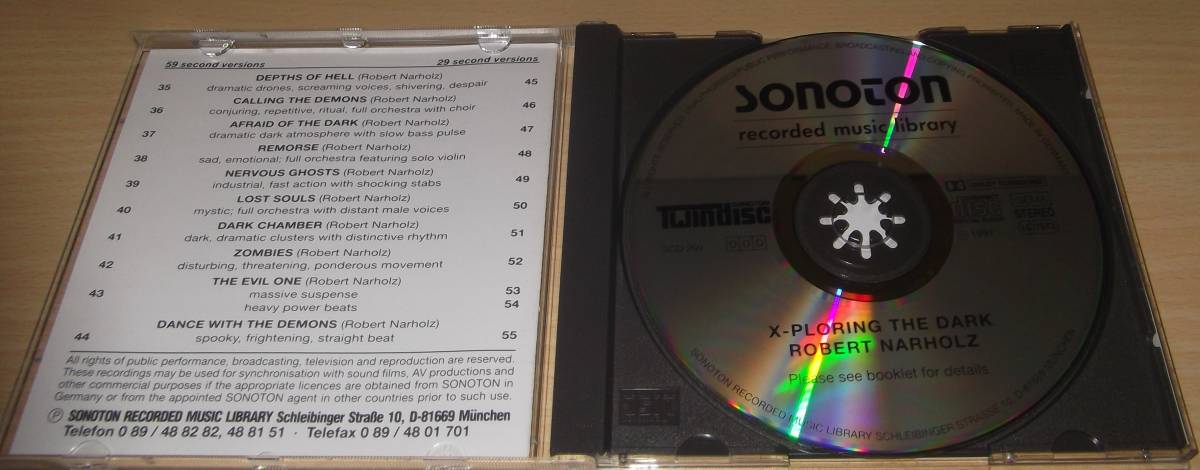 59 second versions 29 second versions
DEPTHS OF HELL (Robert Narholz)
35 dramatic drones, screaming voices, shivering, despair 45
CALLING THE DEMONS (Robert Narholz)
36 conjuring, repetitive, ritual, full orchestra with choir 46
AFRAID OF THE DARK (Robert Narholz)
37 dramatic dark atmosphere with slow bass pulse 47
REMORSE (Robert Narholz)
38 sad, emotional; full orchestra featuring solo violin 48
NERVOUS GHOSTS (Robert Narholz)
39 industrial, fast action with shocking stabs 49
LOST SOULS (Robert Narholz)
40 mystic; full orchestra with distant male voices 50
DARK CHAMBER (Robert Narholz)
41 dark, dramatic clusters with distinctive rhythm 51
ZOMBIES (Robert Narholz)
42 disturbing, threatening, ponderous movement 52
THE EVIL ONE (Robert Narholz)
43 massive suspense 53
heavy power beats 54
DANCE WITH THE DEMONS (Robert Narholz)
44 spooky, frightening, straight beat 55
All rights of public performance, broadcasting, television and reproduction are reserved.
These recordings may be used for synchronisation with sound films, AV productions and
other commercial purposes if the appropriate licences are obtained from SONOTON in
Germany or from the appointed SONOTON agent in other countries prior to such use.
℗ SONOTON RECORDED MUSIC LIBRARY Schleibinger Straße 10, D-81669 München
Telefon 0 89 / 48 82 82, 48 81 51 · Telefax 0 89 / 48 01 701
PUBLIC PERFORMANCE, BROADCASTING
sonoton
recorded music library
Twindisc
DDD
STEREO
X-PLORING THE DARK
ROBERT NARHOLZ
Please see booklet for details
SONOTON RECORDED MUSIC LIBRARY SCHLEIBINGER STRASSE 10,